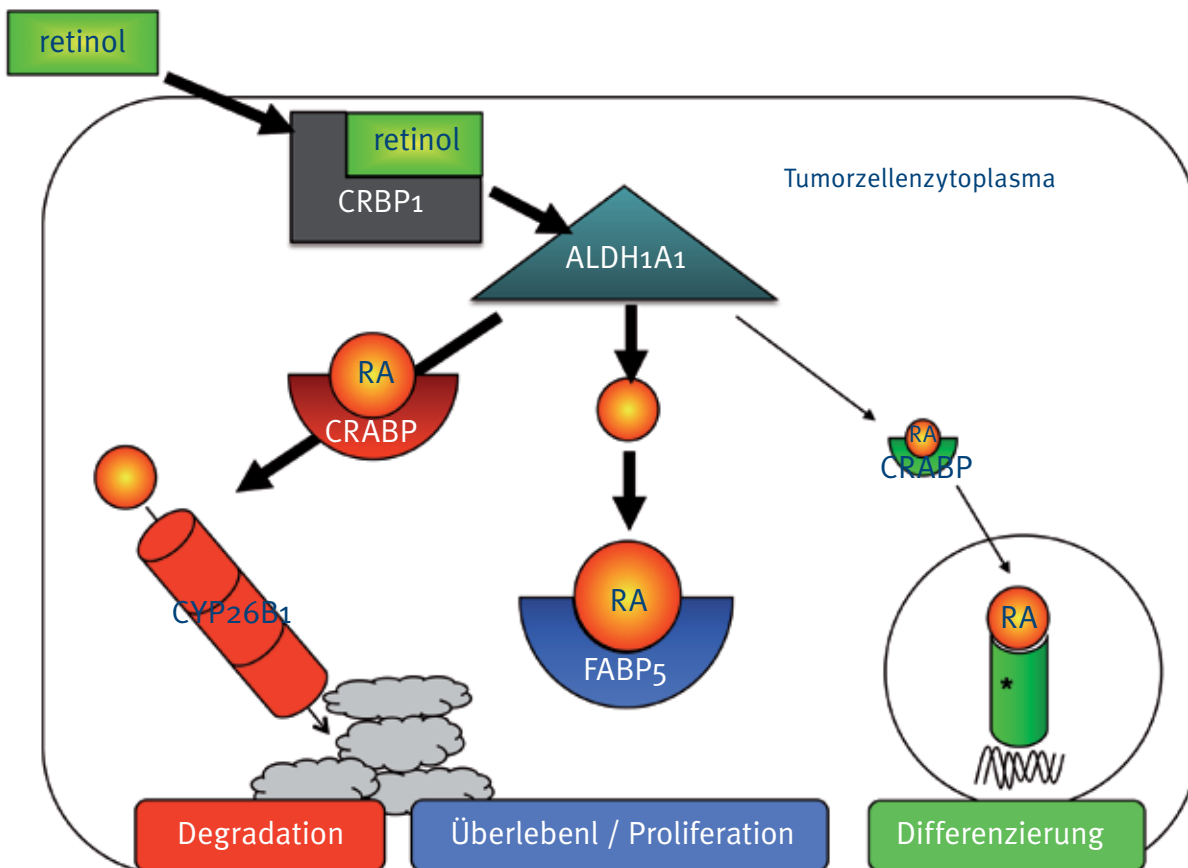 retinol
retinol
CRBP1
Tumorzellenzytoplasma
ALDH1A1
RA
CRABP
RA
CRABP
CYP26B1
RA
FABP5
RA
*
Degradation
Überlebenl / Proliferation
Differenzierung